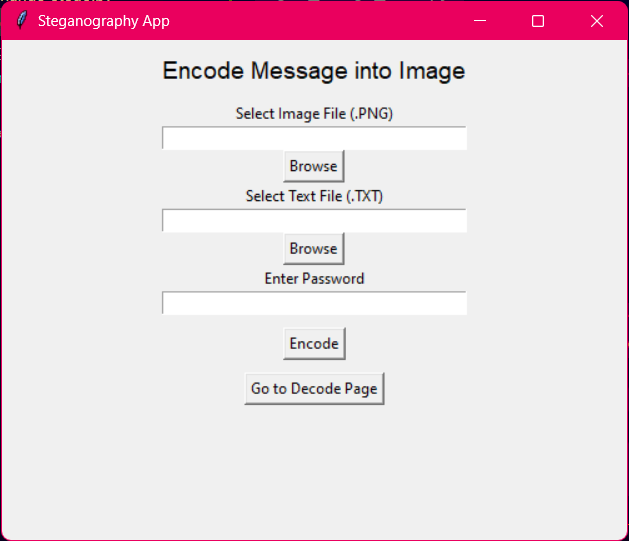 Steganography App
Encode Message into Image
Select Image File (.PNG)
Browse
Select Text File (.TXT)
Browse
Enter Password
Encode
Go to Decode Page